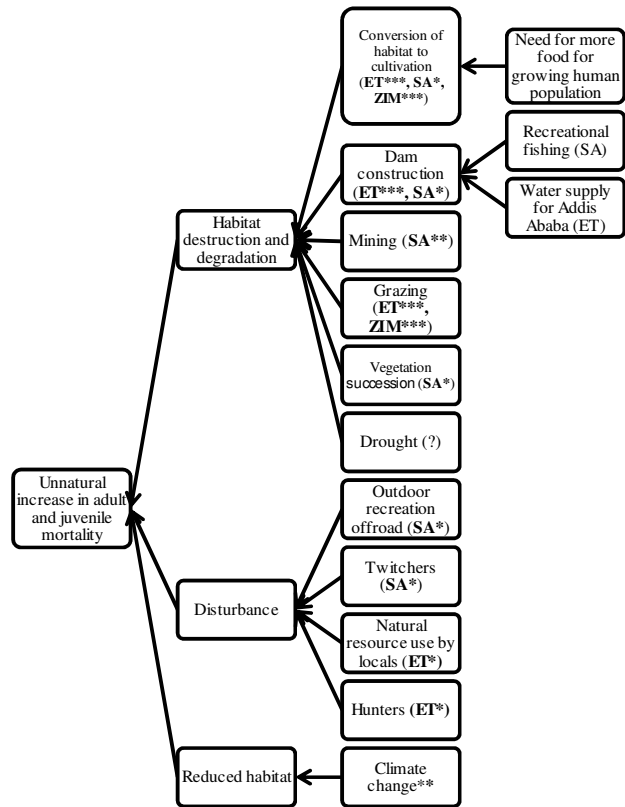 Conversion of
habitat to
cultivation
(ET***, SA*,
ZIM***)
Need for more
food for
growing human
population
Dam
construction
(ET***, SA*)
Recreational
fishing (SA)
Water supply
for Addis
Ababa (ET)
Habitat
destruction and
degradation
Mining (SA**)
Grazing
(ET***,
ZIM***)
Vegetation
succession (SA*)
Drought (?)
Unnatural
increase in adult
and juvenile
mortality
Outdoor
recreation
offroad (SA*)
Disturbance
Twitchers
(SA*)
Natural
resource use by
locals (ET*)
Hunters (ET*)
Reduced habitat
Climate
change**